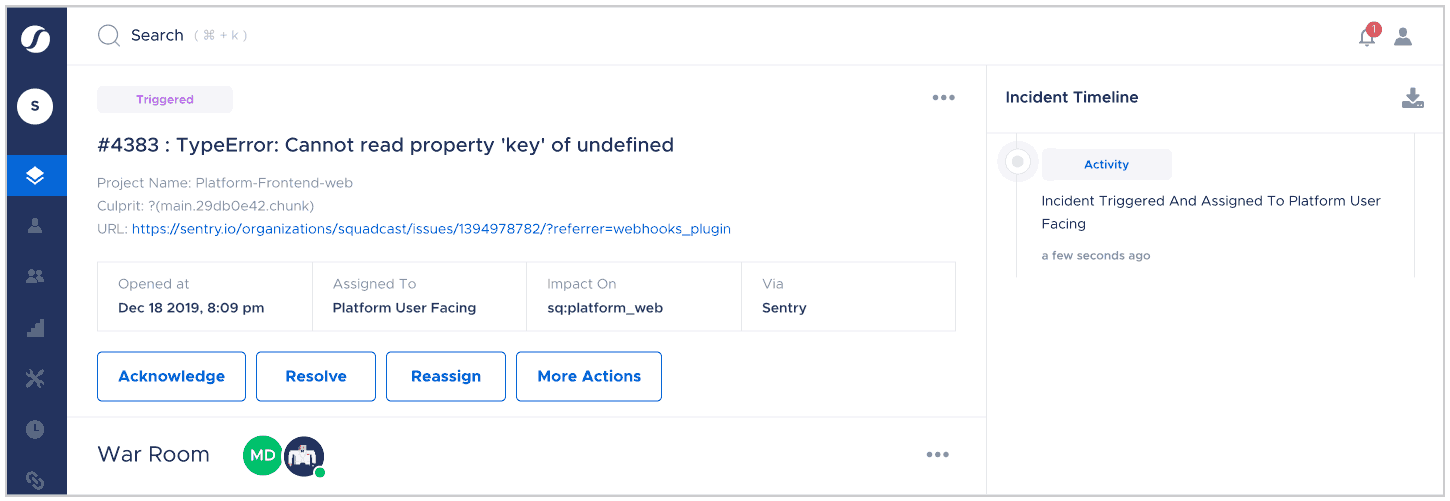 S
Search ( ⌘ + k )
1
Triggered
#4383 : TypeError: Cannot read property 'key' of undefined
Project Name: Platform-Frontend-web
Culprit: ?(main.29db0e42.chunk)
URL: https://sentry.io/organizations/squadcast/issues/1394978782/?referrer=webhooks_plugin
Opened at
Dec 18 2019, 8:09 pm
Assigned To
Platform User Facing
Impact On
sq:platform_web
Via
Sentry
Acknowledge
Resolve
Reassign
More Actions
War Room
MD
Incident Timeline
Activity
Incident Triggered And Assigned To Platform User
Facing
a few seconds ago